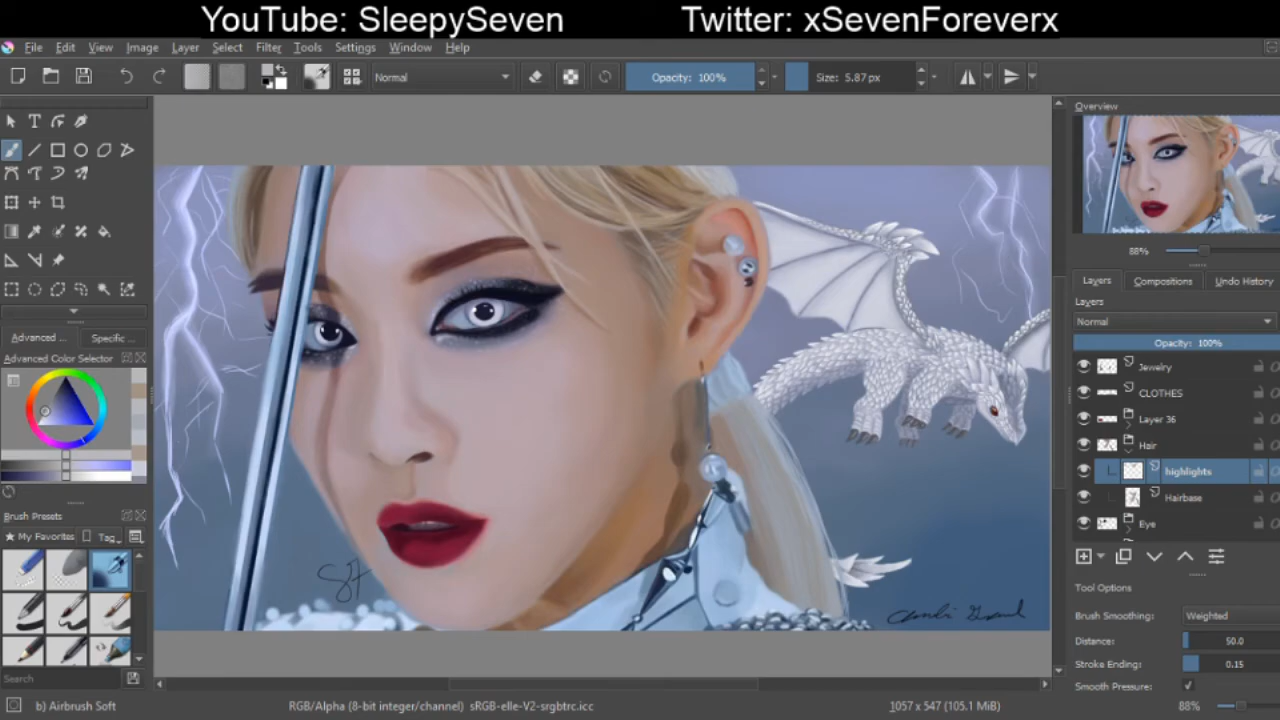 YouTube: SleepySeven Twitter: xSevenForeverx
File Edit View Image Layer Select Filter Tools Settings Window Help
Normal Opacity: 100% Size: 5.87 px
Overview
88%
Layers Compositions Undo History
Layers
Normal
Opacity: 100%
Jewelry
CLOTHES
Layer 36
Hair
highlights
Hairbase
Eye
Tool Options
Brush Smoothing: Weighted
Distance: 50.0
Stroke Ending: 0.15
Smooth Pressure:
Advanced ... Specific ...
Advanced Color Selector
Brush Presets
My Favorites Tag
Search
b) Airbrush Soft RGB/Alpha (8-bit integer/channel) sRGB-elle-V2-srgbtrc.icc 1057 x 547 (105.1 MiB) 88%